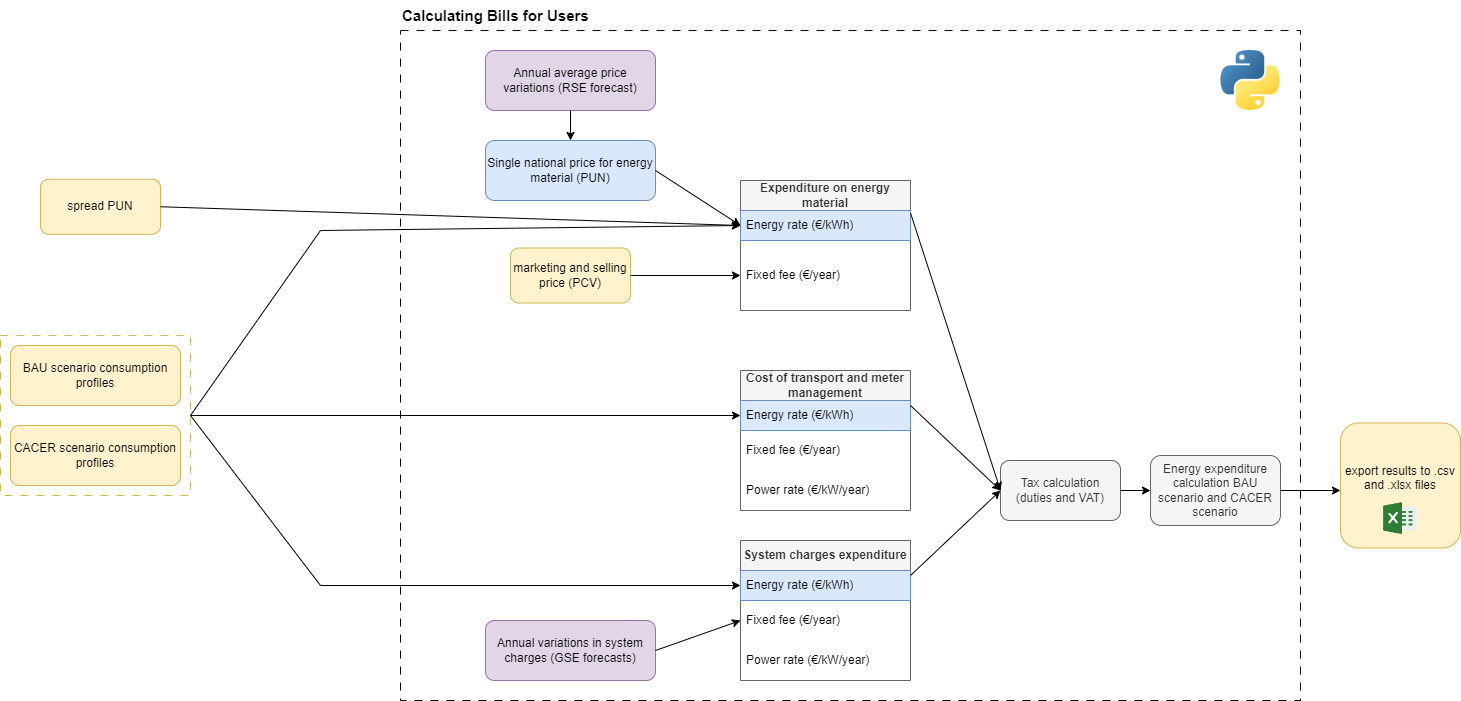 Calculating Bills for Users
Annual average price
variations (RSE forecast)
Single national price for energy
material (PUN)
spread PUN
Expenditure on energy
material
Energy rate (€/kWh)
Fixed fee (€/year)
marketing and selling
price (PCV)
BAU scenario consumption
profiles
CACER scenario consumption
profiles
Cost of transport and meter
management
Energy rate (€/kWh)
Fixed fee (€/year)
Power rate (€/kW/year)
System charges expenditure
Energy rate (€/kWh)
Fixed fee (€/year)
Power rate (€/kW/year)
Annual variations in system
charges (GSE forecasts)
Tax calculation
(duties and VAT)
Energy expenditure
calculation BAU
scenario and CACER
scenario
export results to .csv
and .xlsx files
X